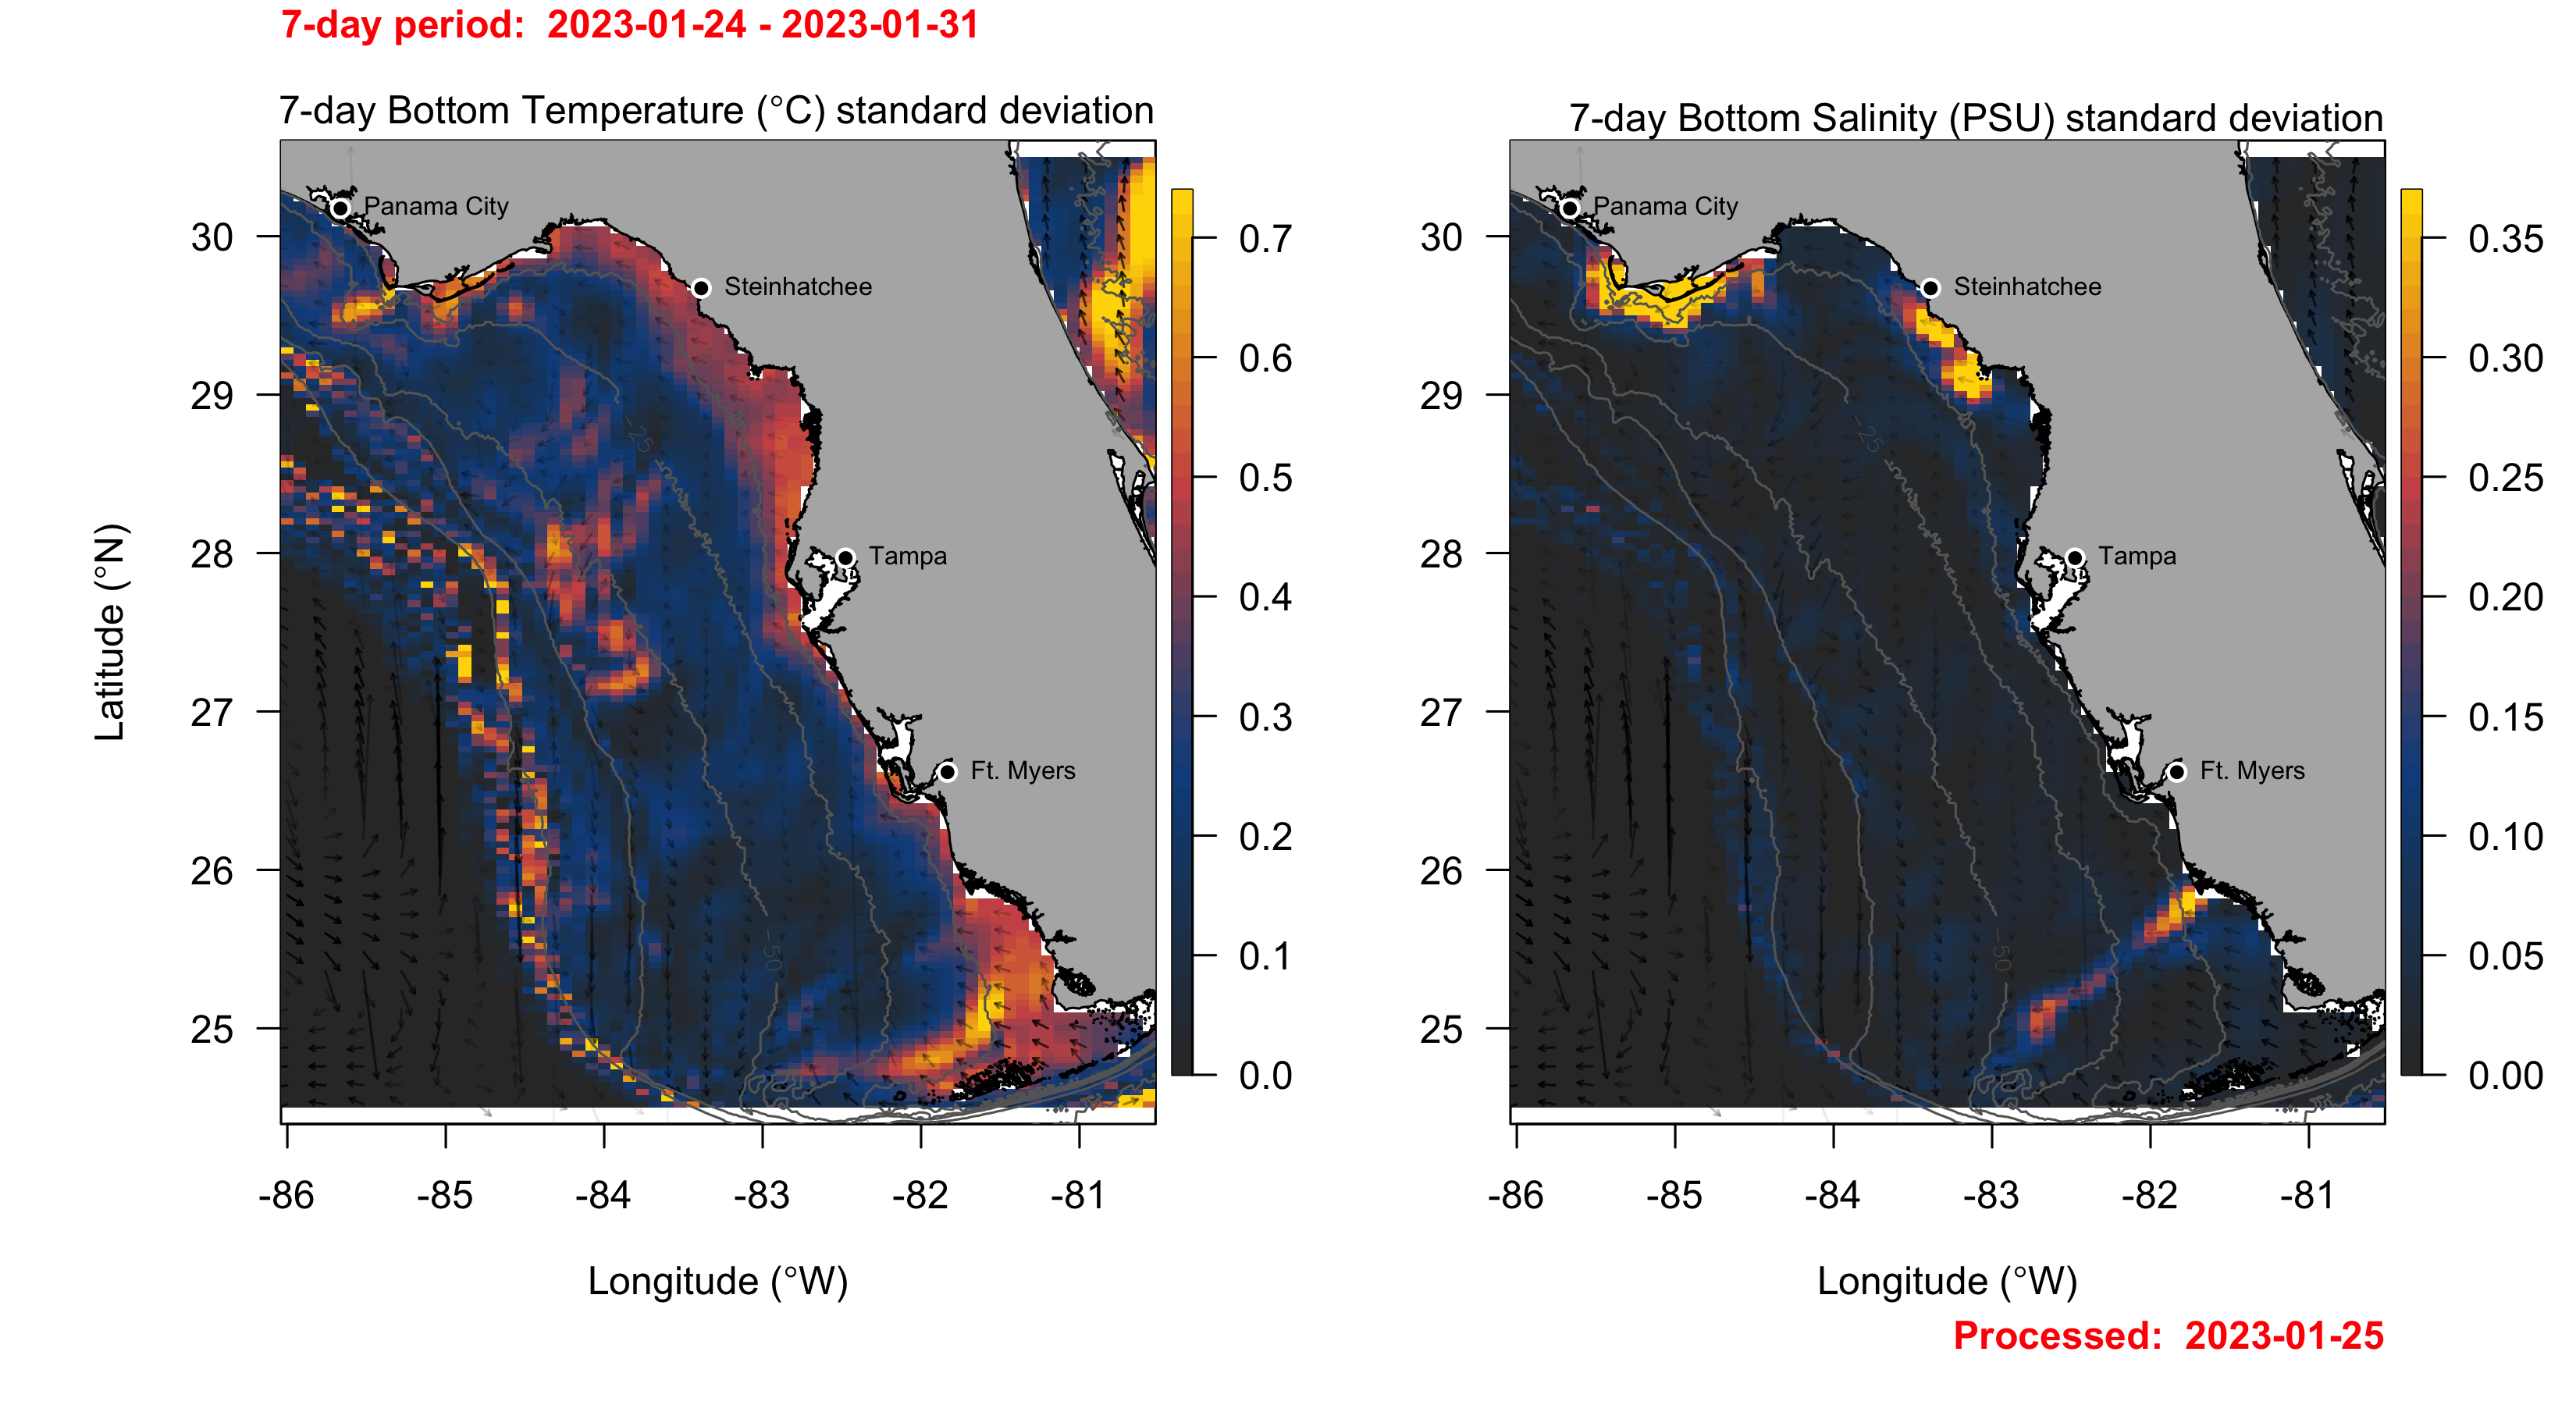 7-day period:  2023-01-24 - 2023-01-31
7-day Bottom Temperature (°C) standard deviation
7-day Bottom Salinity (PSU) standard deviation
Panama City
Steinhatchee
Tampa
Ft. Myers
-25
-50
30
29
28
27
26
25
Latitude (°N)
-86
-85
-84
-83
-82
-81
Longitude (°W)
0.7
0.6
0.5
0.4
0.3
0.2
0.1
0.0
Panama City
Steinhatchee
Tampa
Ft. Myers
-25
-50
30
29
28
27
26
25
-86
-85
-84
-83
-82
-81
Longitude (°W)
0.35
0.30
0.25
0.20
0.15
0.10
0.05
0.00
Processed:  2023-01-25